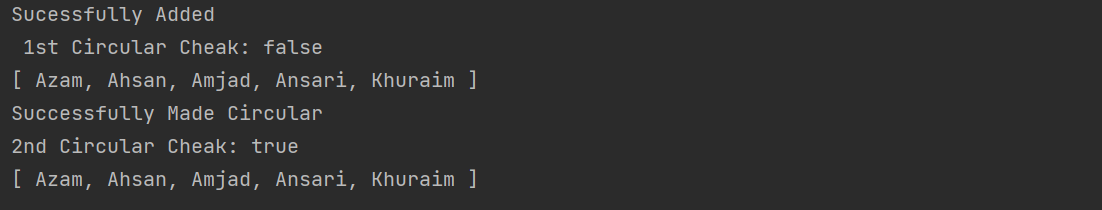 Sucessfully Added
1st Circular Cheak: false
[ Azam, Ahsan, Amjad, Ansari, Khuraim ]
Successfully Made Circular
2nd Circular Cheak: true
[ Azam, Ahsan, Amjad, Ansari, Khuraim ]